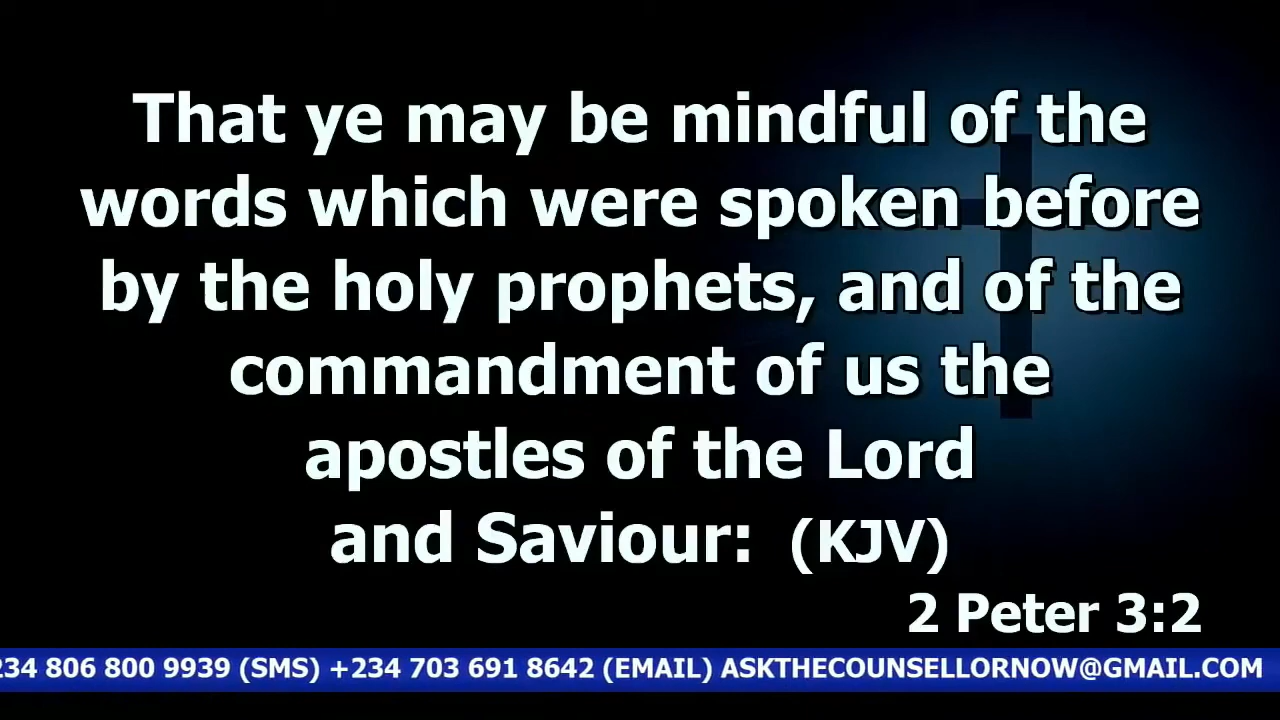 That ye may be mindful of the
words which were spoken before
by the holy prophets, and of the
commandment of us the
apostles of the Lord
and Saviour: (KJV)
2 Peter 3:2
234 806 800 9939 (SMS) +234 703 691 8642 (EMAIL) ASKTHECOUNSELLORNOW@GMAIL.COM